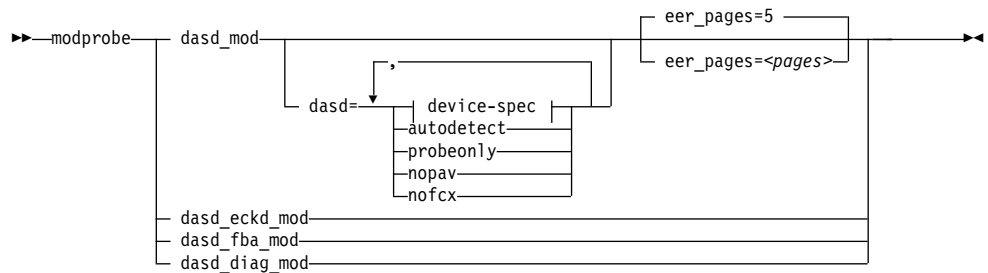 eer_pages=5
modprobe dasd_mod
eer_pages=<pages>
,
dasd= device-spec
autodetect
probeonly
nopav
nofcx
dasd_eckd_mod
dasd_fba_mod
dasd_diag_mod